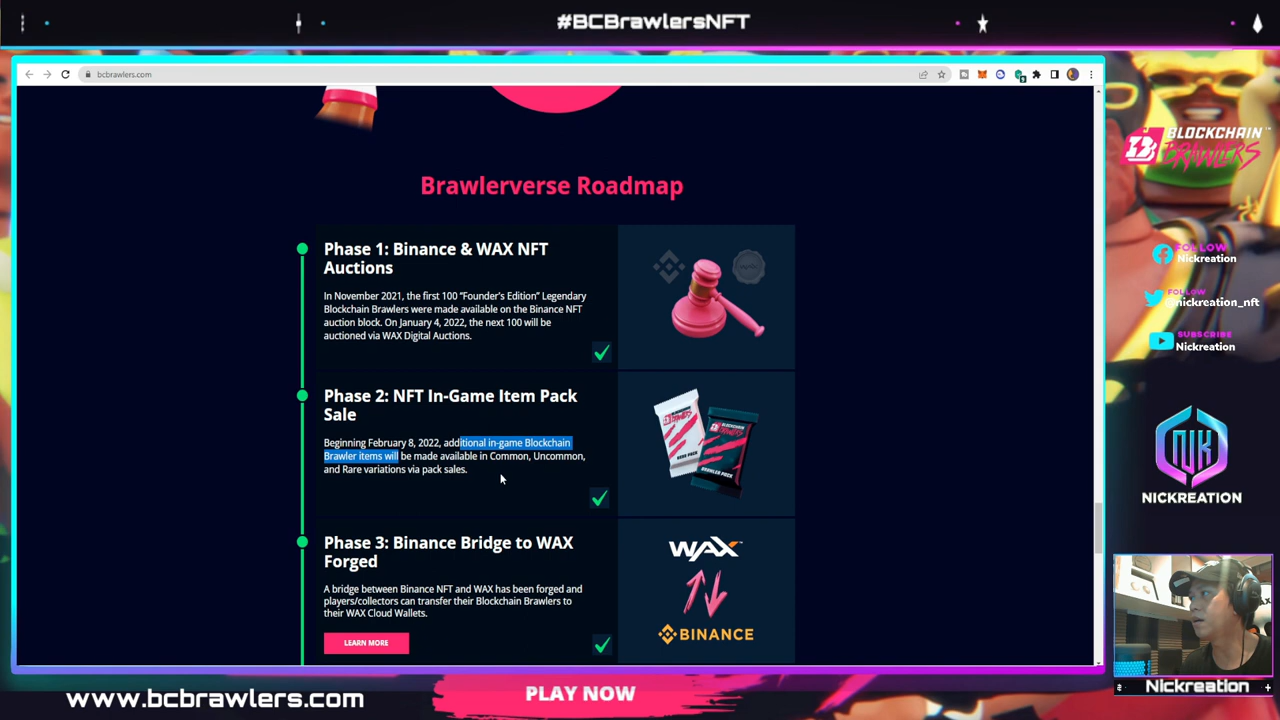 #BCBrawlersNFT
bcbrawlers.com
BLOCKCHAIN
BRAWLERS
TM
Brawlerverse Roadmap
Phase 1: Binance & WAX NFT
Auctions
In November 2021, the first 100 “Founder's Edition” Legendary
Blockchain Brawlers were made available on the Binance NFT
auction block. On January 4, 2022, the next 100 will be
auctioned via WAX Digital Auctions.
Phase 2: NFT In-Game Item Pack
Sale
Beginning February 8, 2022, additional in-game Blockchain
Brawler items will be made available in Common, Uncommon,
and Rare variations via pack sales.
Phase 3: Binance Bridge to WAX
Forged
A bridge between Binance NFT and WAX has been forged and
players/collectors can transfer their Blockchain Brawlers to
their WAX Cloud Wallets.
LEARN MORE
WAX
BINANCE
FOLLOW
Nickreation
FOLLOW
@nickreation_nft
SUBSCRIBE
Nickreation
NICKREATION
Nickreation
www.bcbrawlers.com
PLAY NOW